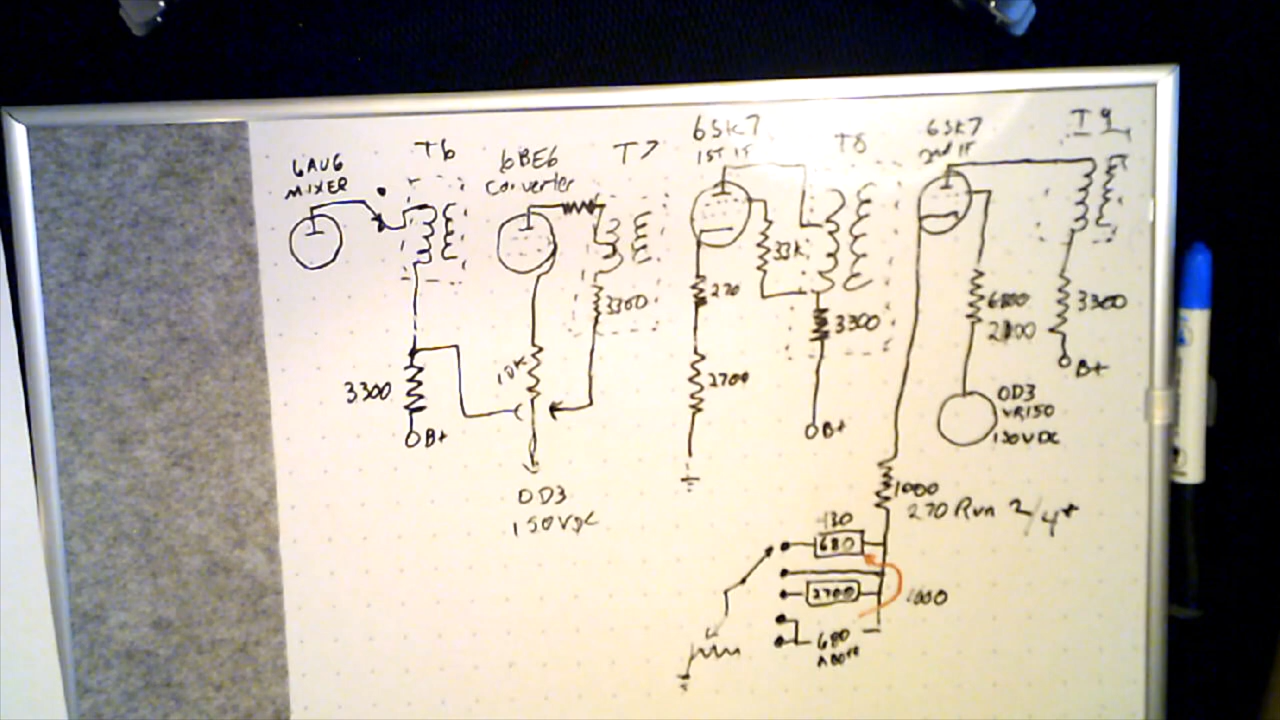 6AU6
MIXER
T6
6BE6
Converter
T7
6SK7
1ST IF
T8
6SK7
2nd IF
T9
3300
B+
10K
3300
OD3
150VDC
270
2700
33K
3300
B+
6800
OD3
VR150
150VDC
3300
B+
1000
270 Run 2/4*
430
680
2700
1000
680
Above